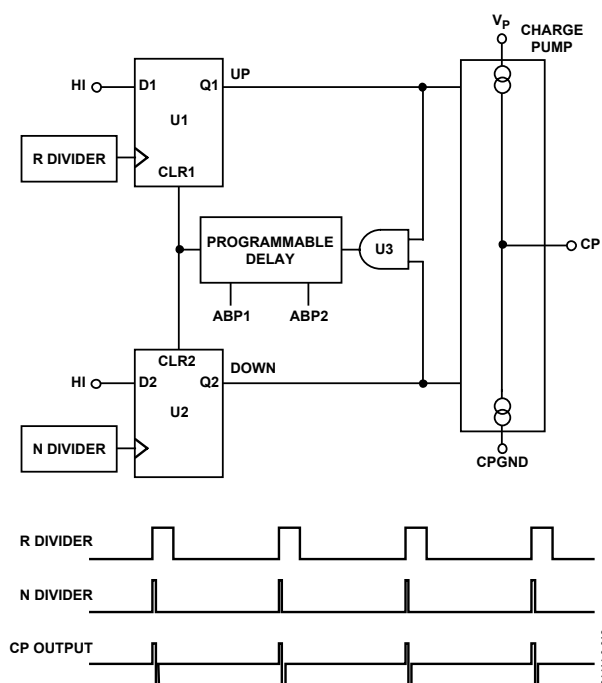 VP
CHARGE
PUMP
HI
D1
Q1
UP
U1
R DIVIDER
CLR1
PROGRAMMABLE
DELAY
U3
CP
ABP1
ABP2
CLR2
DOWN
HI
D2
Q2
U2
N DIVIDER
CPGND
R DIVIDER
N DIVIDER
CP OUTPUT